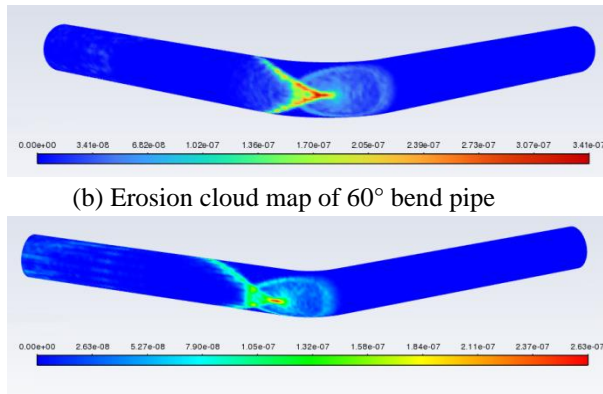 0.00e+00 3.41e-08 6.82e-08 1.02e-07 1.36e-07 1.70e-07 2.05e-07 2.39e-07 2.73e-07 3.07e-07 3.41e-07
(b) Erosion cloud map of 60° bend pipe
0.00e+00 2.63e-08 5.27e-08 7.90e-08 1.05e-07 1.32e-07 1.58e-07 1.84e-07 2.11e-07 2.37e-07 2.63e-07